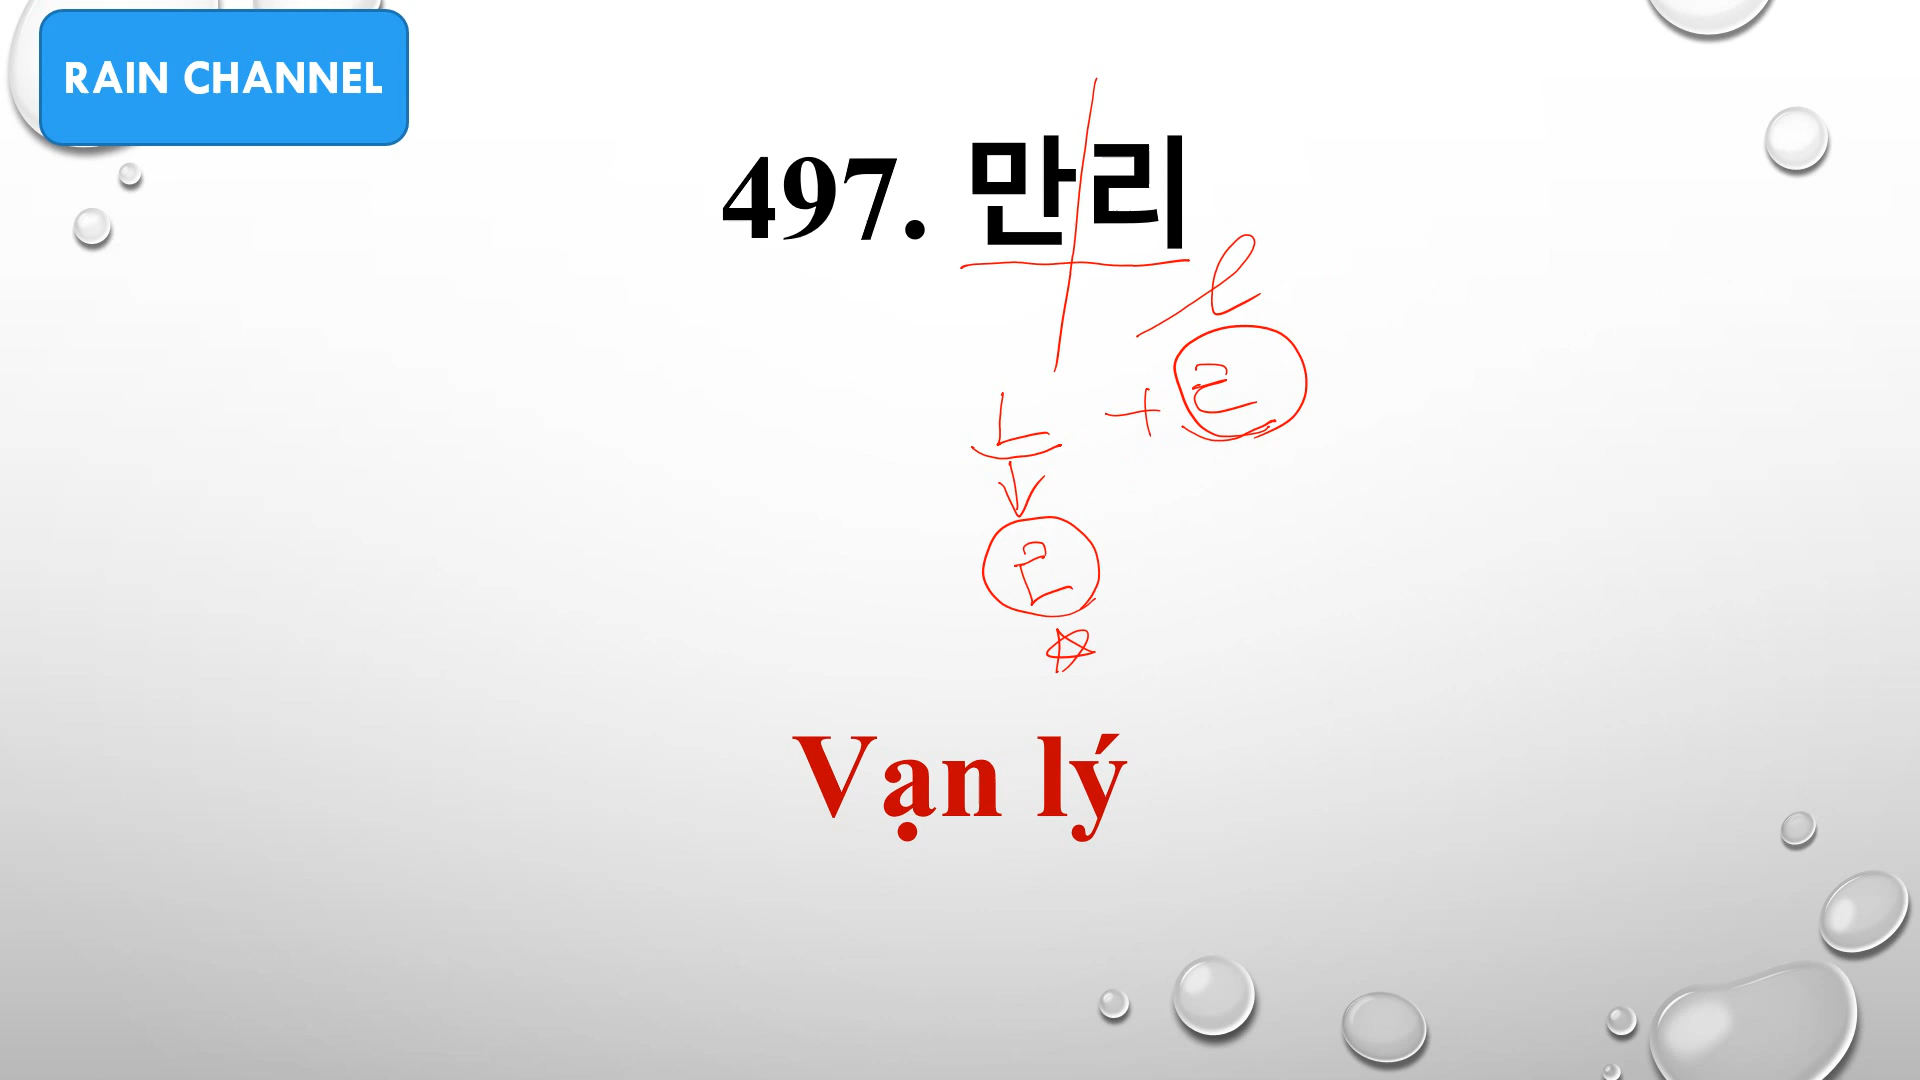 RAIN CHANNEL
497. 만리
l
ㄴ + ㄹ
ㄹ
Vạn lý